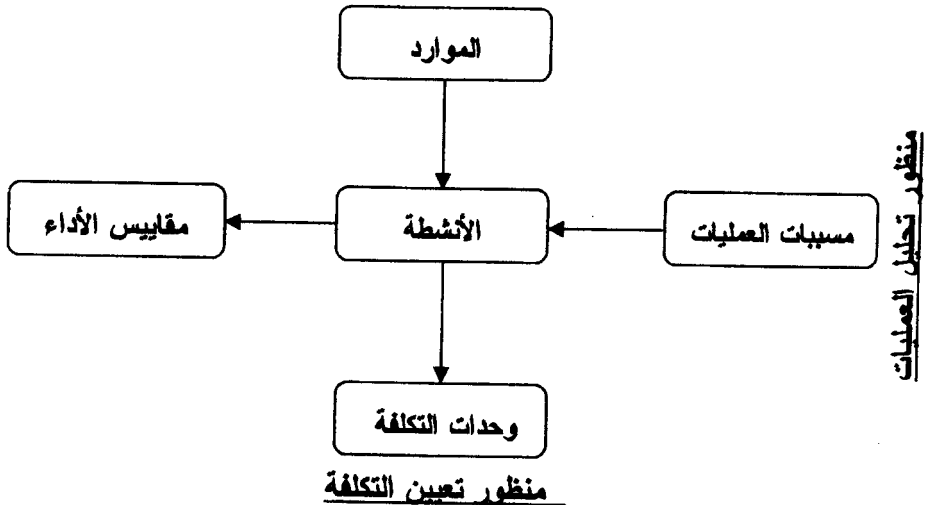 الموارد
مسببات العمليات
الأنشطة
مقاييس الأداء
وحدات التكلفة
منظور تعيين التكلفة
منظور تحليل العمليات